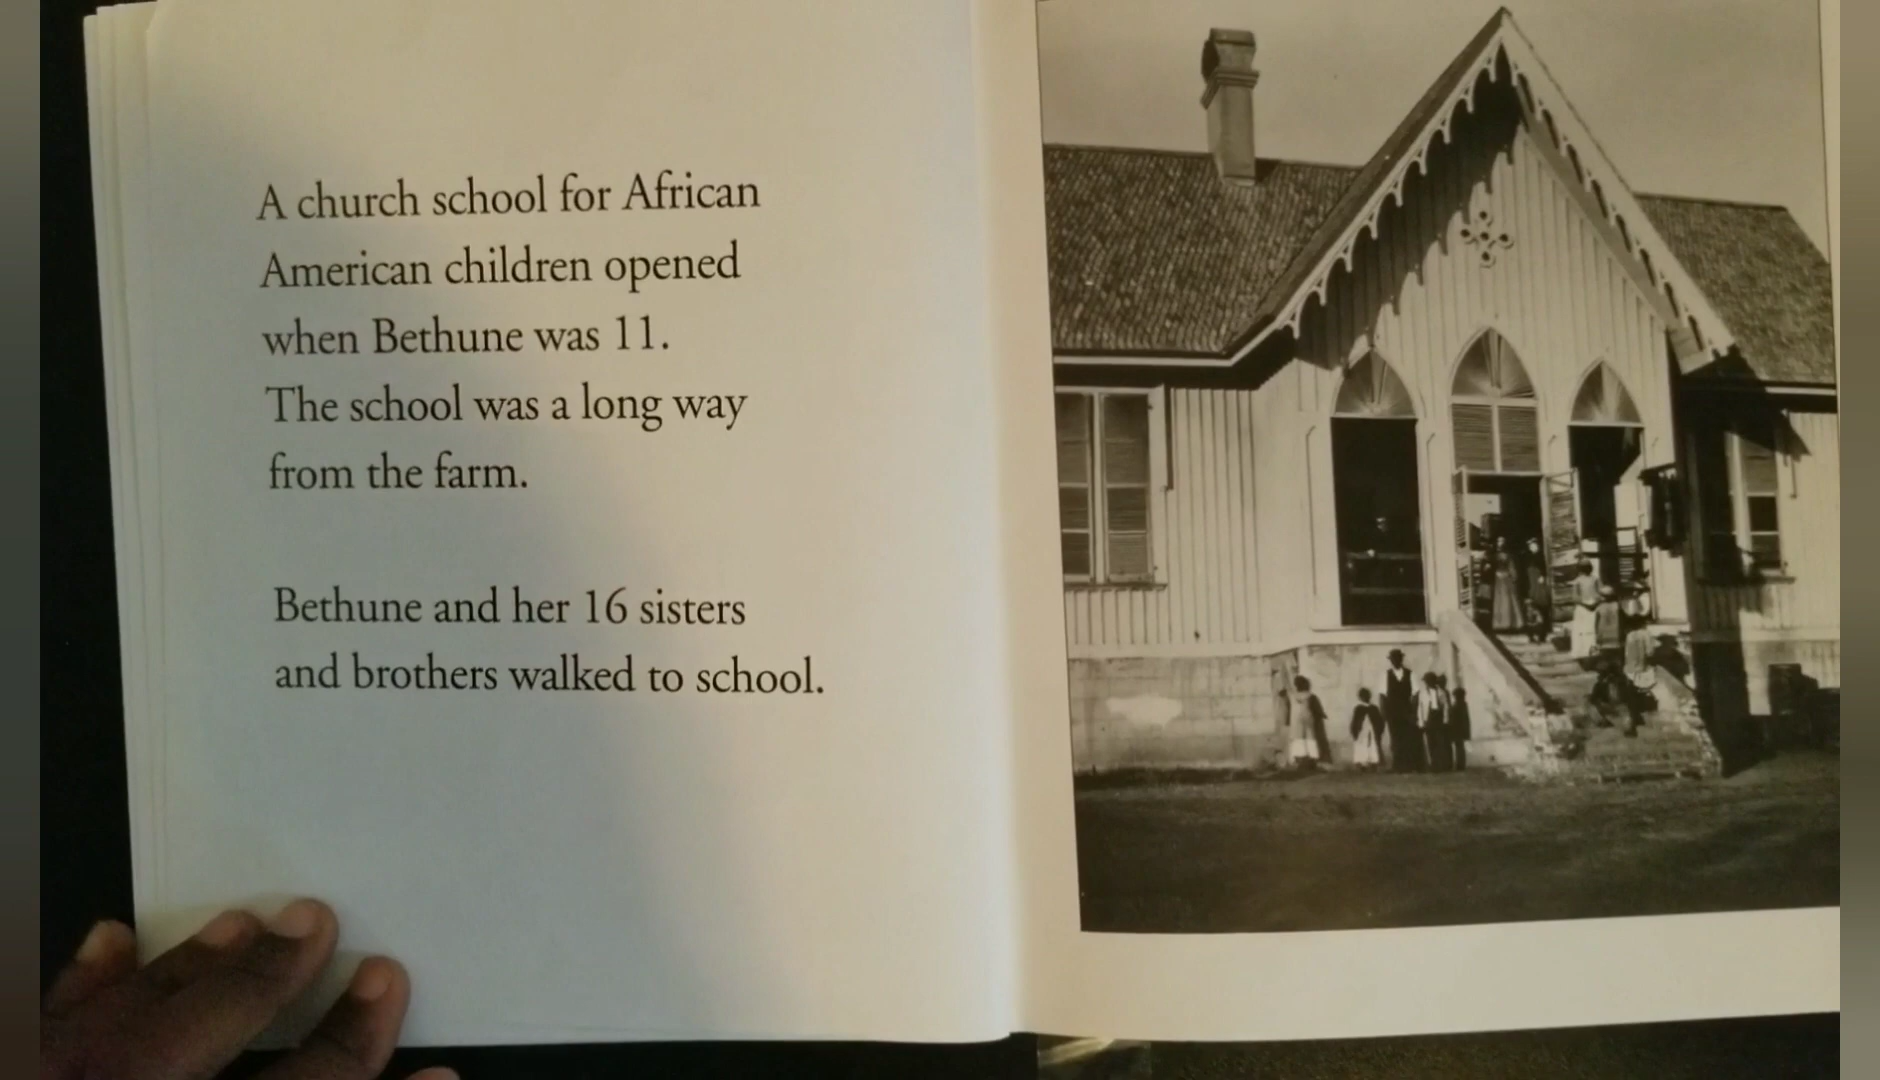 A church school for African
American children opened
when Bethune was 11.
The school was a long way
from the farm.
Bethune and her 16 sisters
and brothers walked to school.